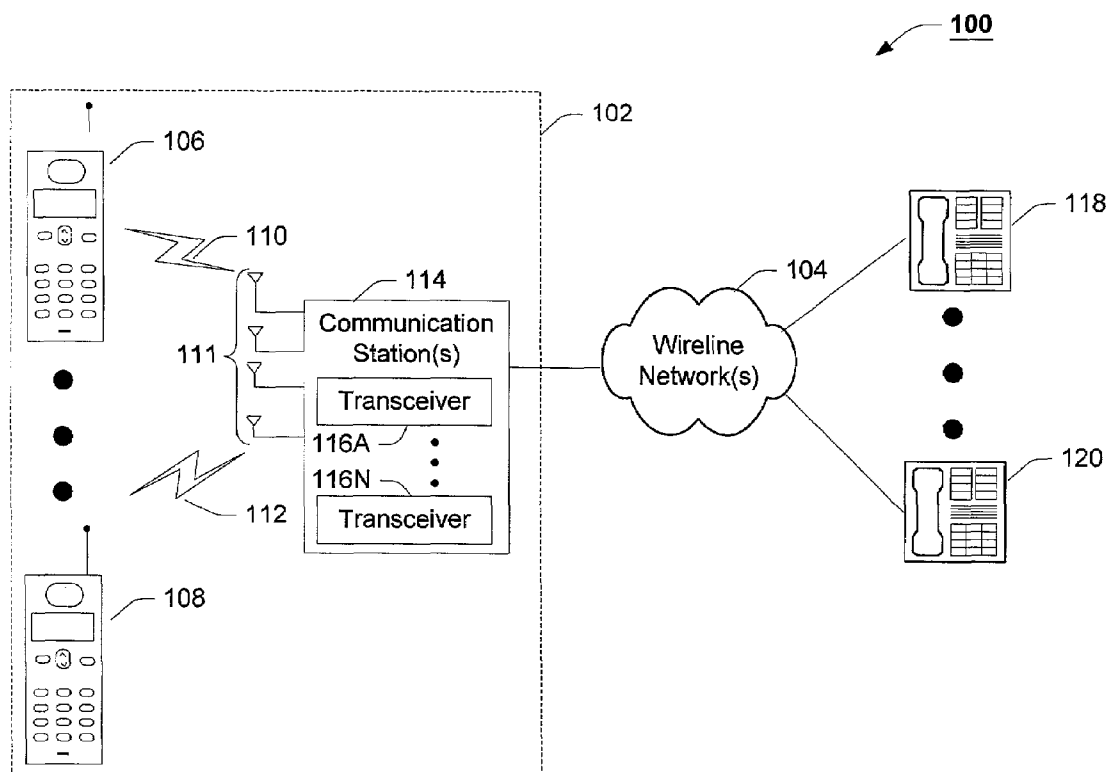 100
102
106
118
110
104
114
Communication
Station(s)
Wireline
Network(s)
111
Transceiver
116A
116N
120
112
Transceiver
108